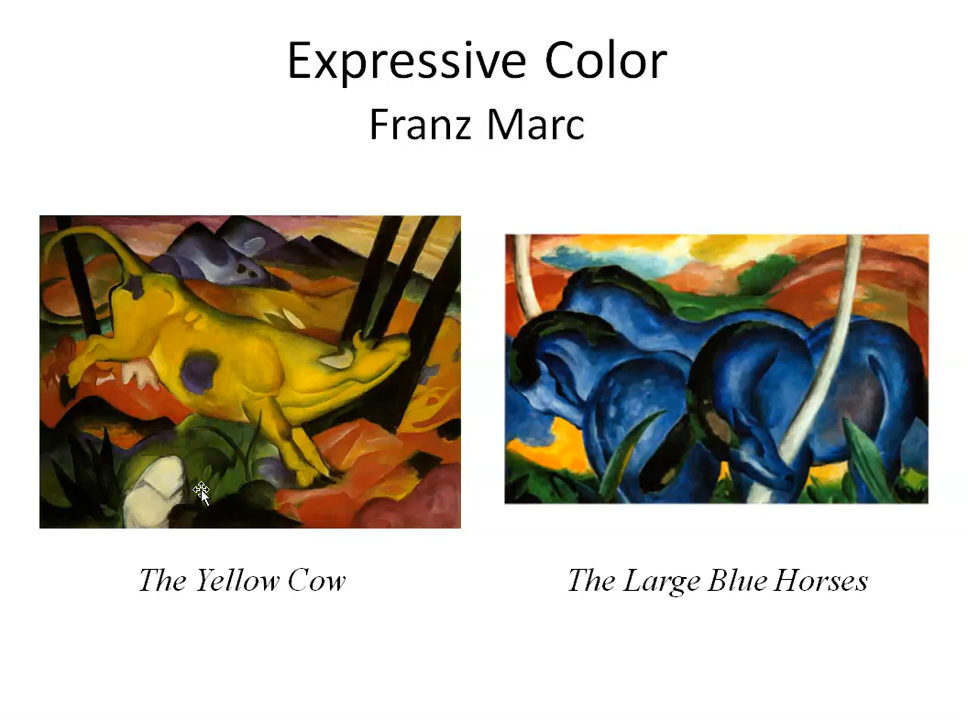 Expressive Color
Franz Marc
The Yellow Cow
The Large Blue Horses